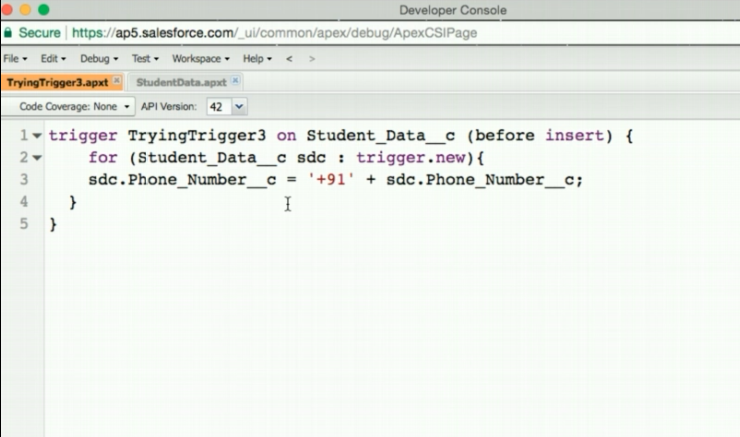 Developer Console
Secure | https://ap5.salesforce.com/_ui/common/apex/debug/ApexCSIPage
File Edit Debug Test Workspace Help < >
TryingTrigger3.apxt StudentData.apxt
Code Coverage: None API Version: 42
1 trigger TryingTrigger3 on Student_Data__c (before insert) {
2 for (Student_Data__c sdc : trigger.new){
3 sdc.Phone_Number__c = '+91' + sdc.Phone_Number__c;
4 }
5 }